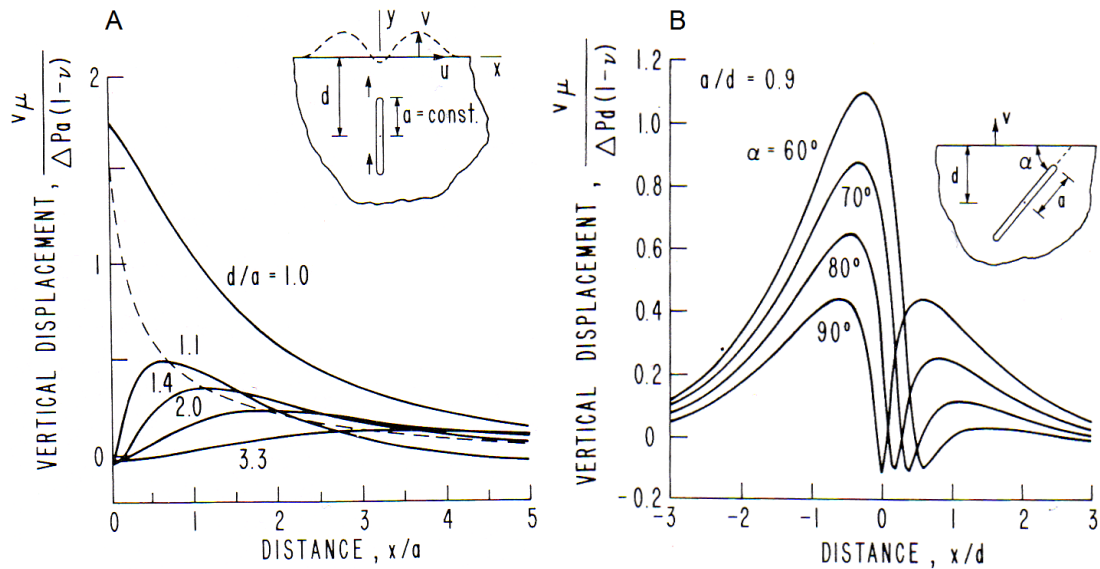 A
VERTICAL DISPLACEMENT, vμ / ΔPa(1-ν)
2
1
0
y
v
u
x
d
a = const.
d/a = 1.0
1.1
1.4
2.0
3.3
0 1 2 3 4 5
DISTANCE, x/a
B
VERTICAL DISPLACEMENT, vμ / ΔPd(1-ν)
1.2
1.0
0.8
0.6
0.4
0.2
0
-0.2
a/d = 0.9
α = 60°
70°
80°
90°
v
α
d
a
-3 -2 -1 0 1 2 3
DISTANCE, x/d